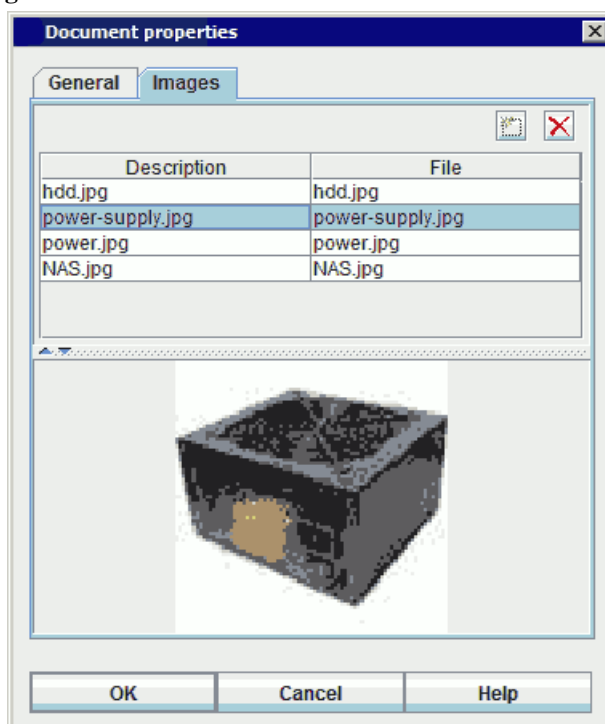 Document properties
General Images
Description File
hdd.jpg hdd.jpg
power-supply.jpg power-supply.jpg
power.jpg power.jpg
NAS.jpg NAS.jpg
OK Cancel Help